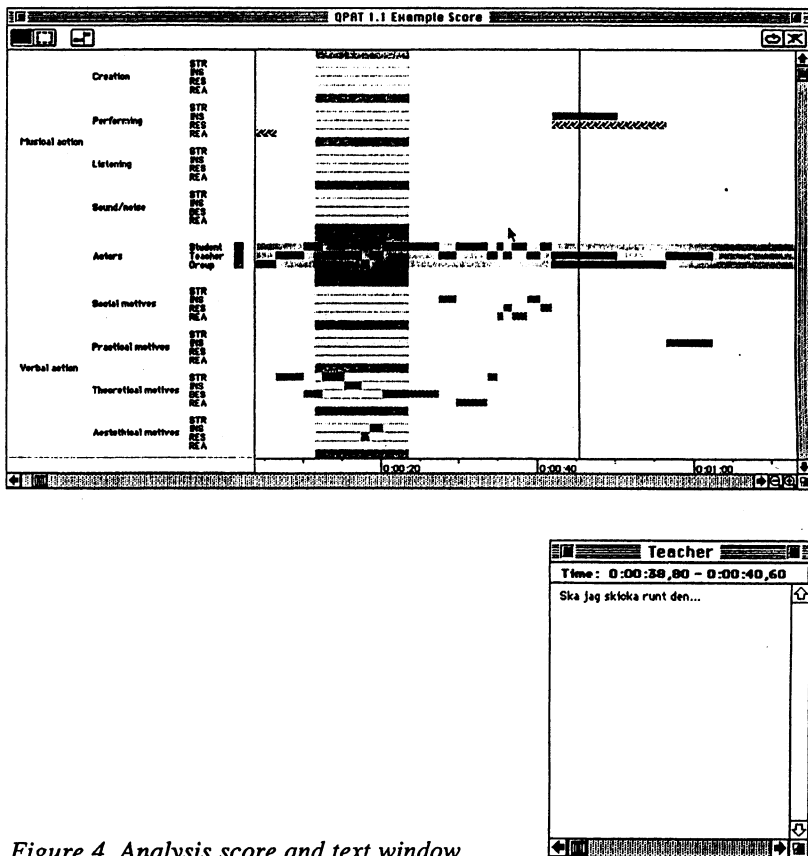 QPAT 1.1 Example Score
Musical action
Creation
STR
INS
RES
REA
Performing
STR
INS
RES
REA
Listening
STR
INS
RES
REA
Sound/noise
STR
INS
RES
REA
Actors
Student
Teacher
Group
Verbal action
Social motives
STR
INS
RES
REA
Practical motives
STR
INS
RES
REA
Theoretical motives
STR
INS
RES
REA
Aestethical motives
STR
INS
RES
REA
0:00:20
0:00:40
0:01:00
Teacher
Time: 0:00:38,80 - 0:00:40,60
Ska jag skicka runt den...
Figure 4. Analysis score and text window